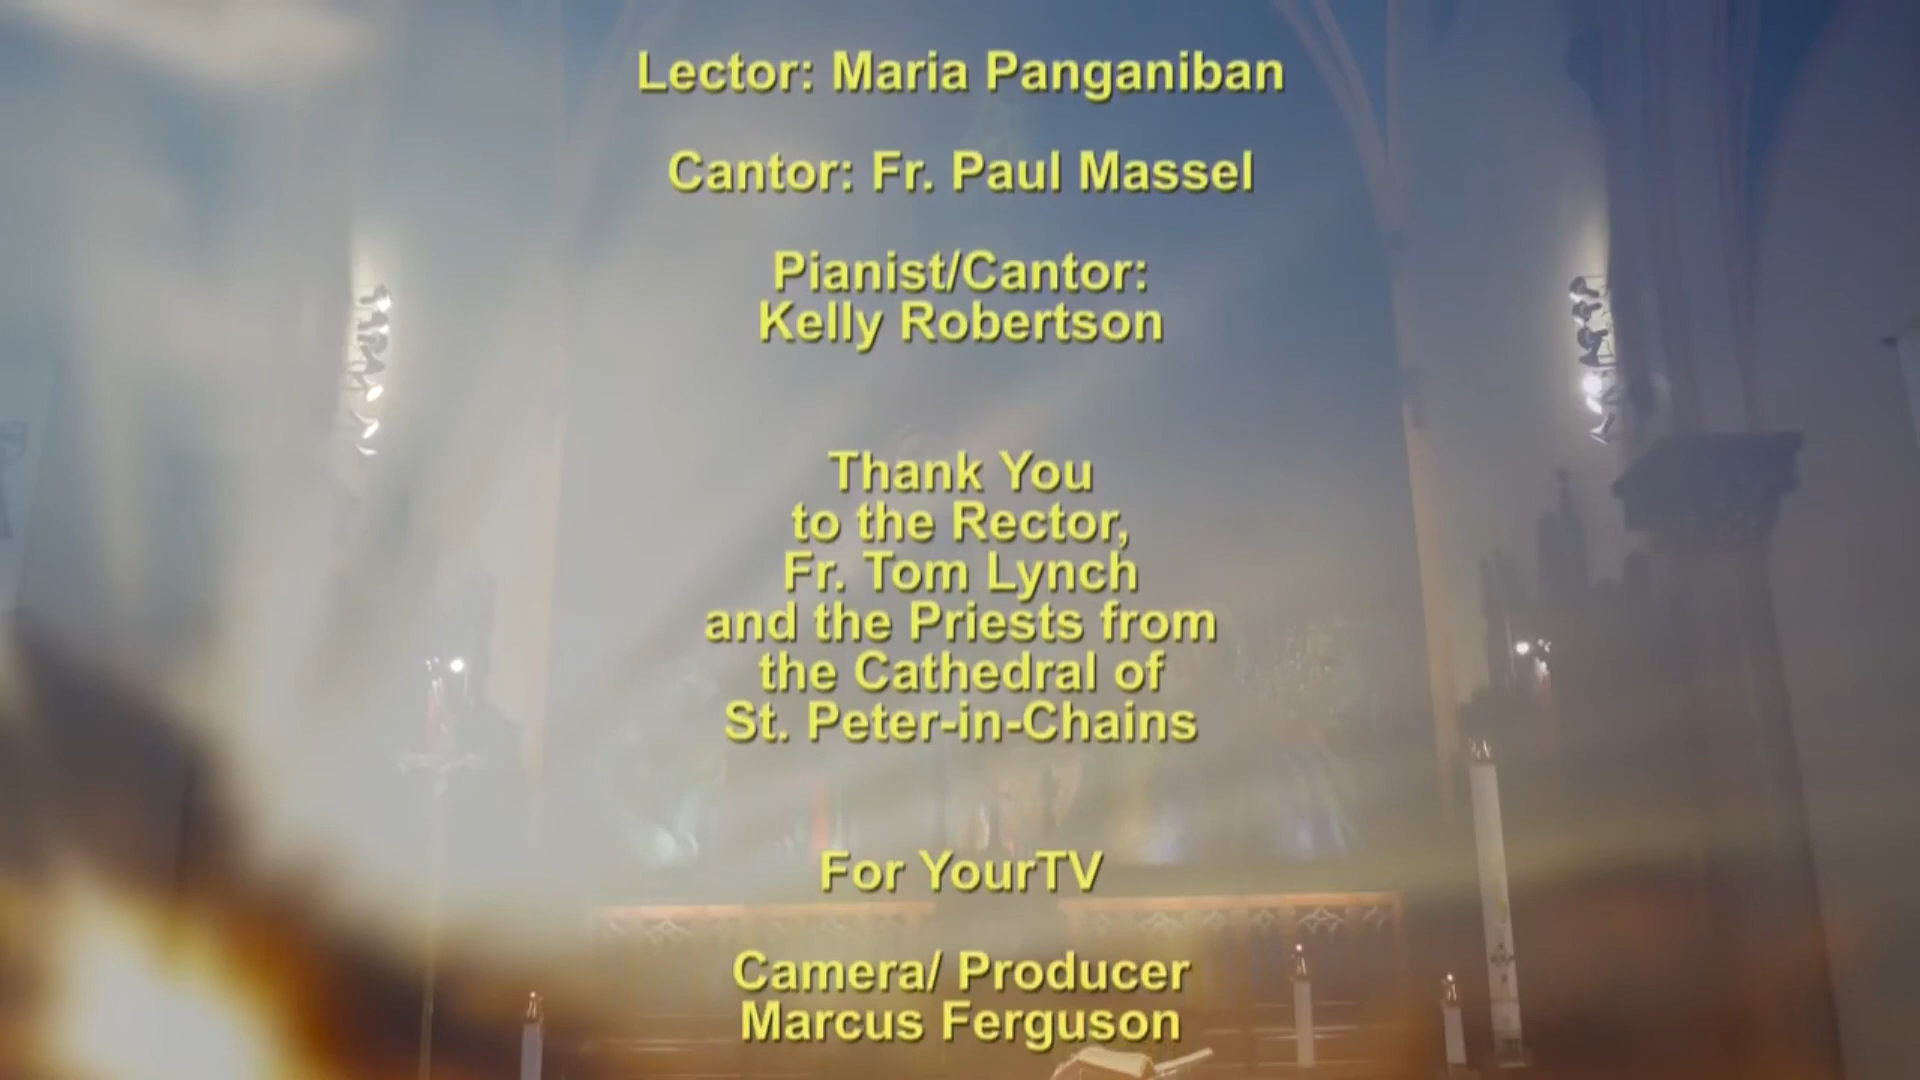 Lector: Maria Panganiban
Cantor: Fr. Paul Massel
Pianist/Cantor:
Kelly Robertson
Thank You
to the Rector,
Fr. Tom Lynch
and the Priests from
the Cathedral of
St. Peter-in-Chains
For YourTV
Camera/ Producer
Marcus Ferguson